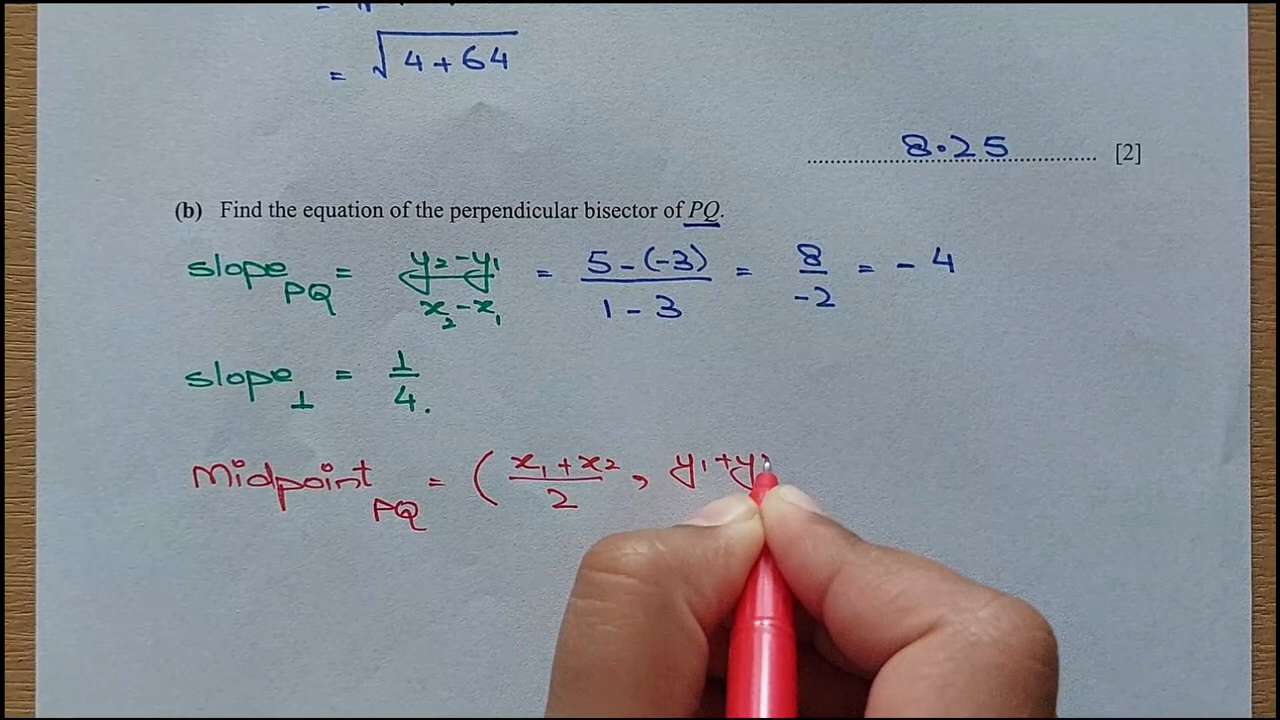 = √4+64
8.25 [2]
(b) Find the equation of the perpendicular bisector of PQ.
slope PQ = y₂-y₁/x₂-x₁ = 5-(-3)/1-3 = 8/-2 = -4
slope⊥ = 1/4.
Midpoint PQ = (x₁+x₂/2, y₁+y